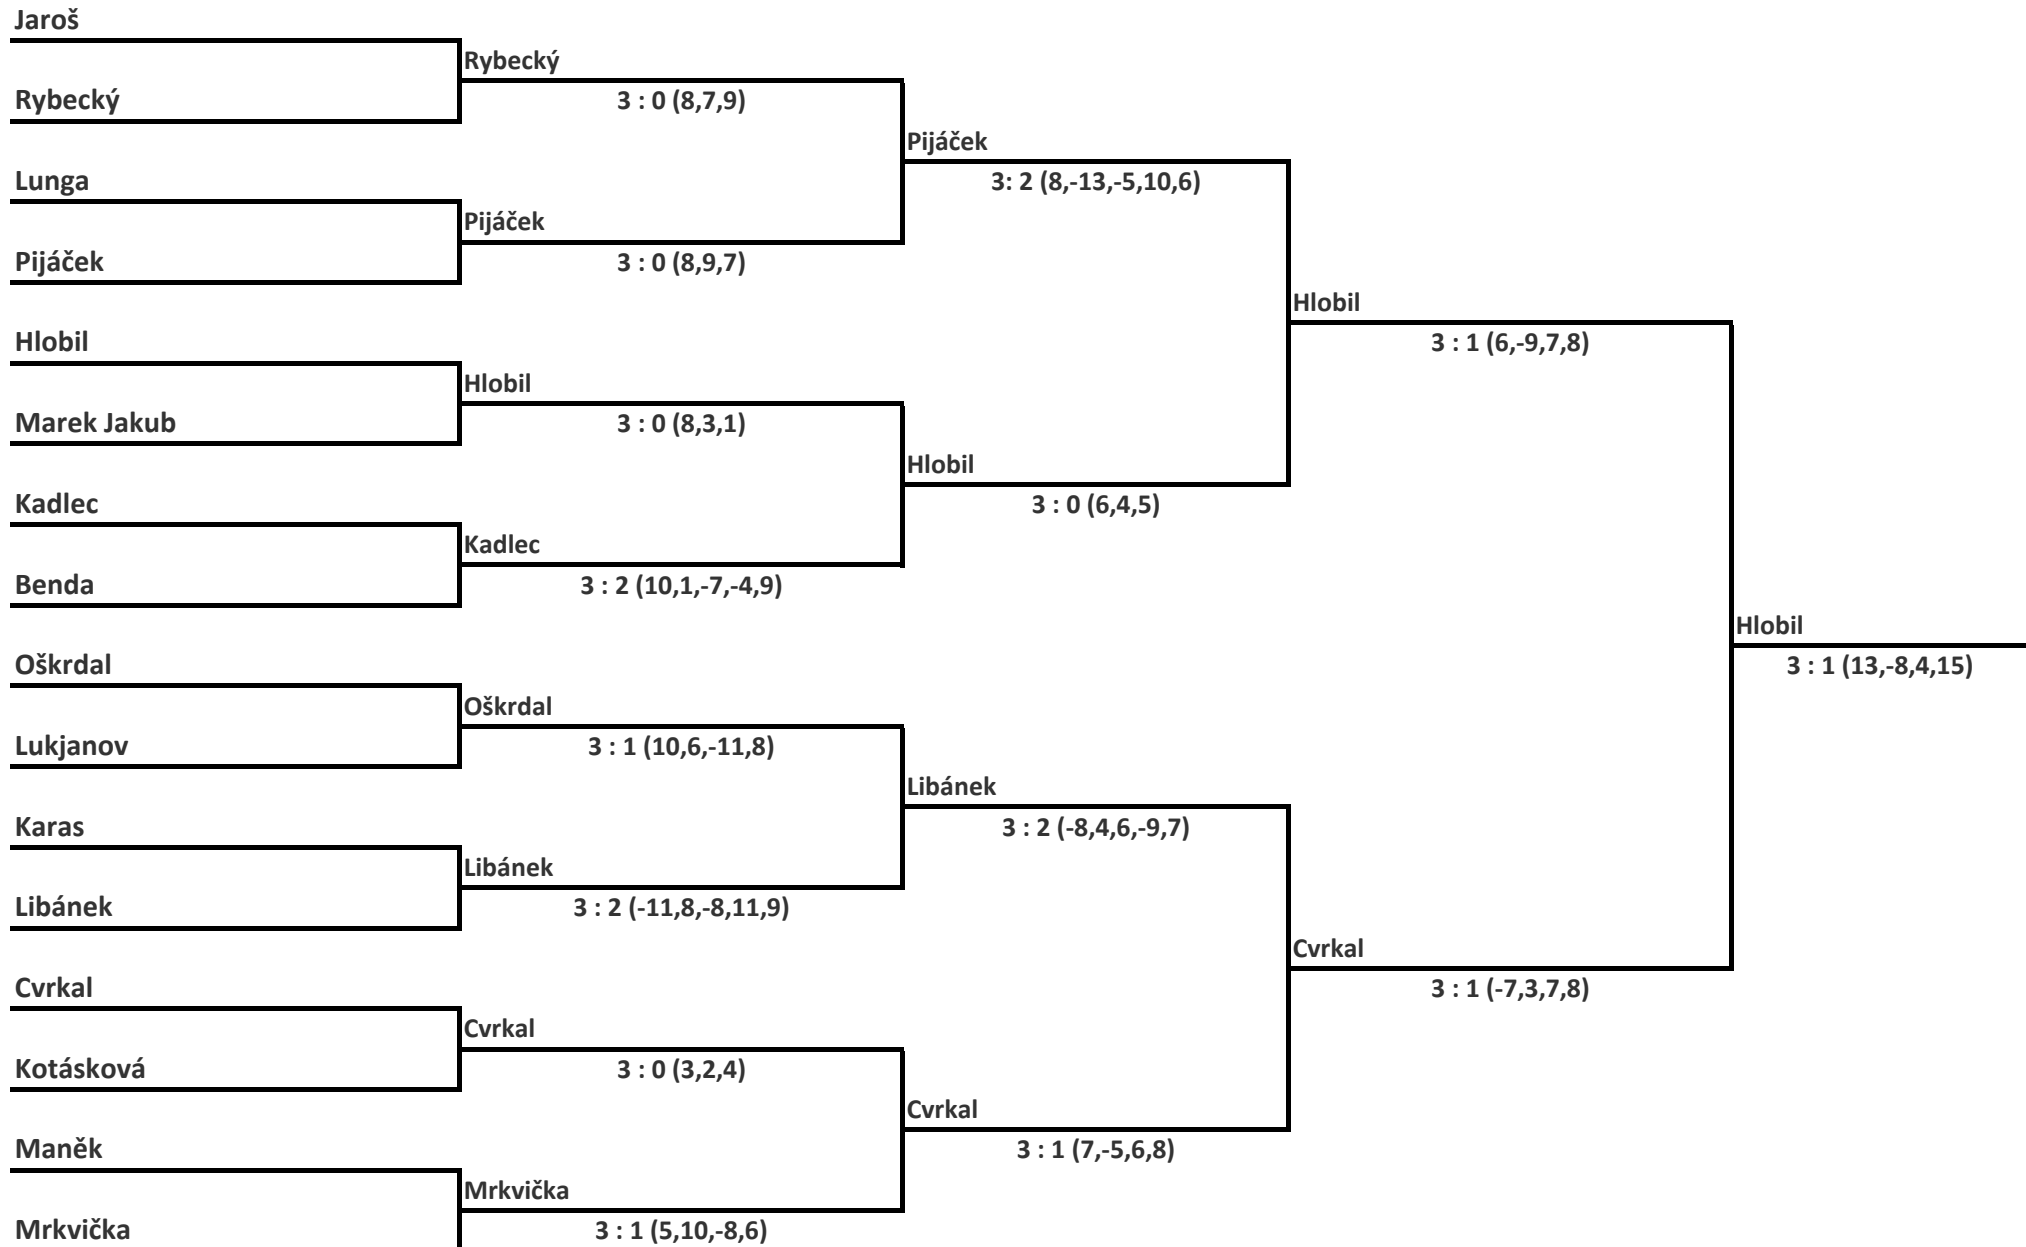 Jaroš
Rybecký
Rybecký
3 : 0 (8,7,9)
Pijáček
Lunga
3: 2 (8,-13,-5,10,6)
Pijáček
Pijáček
3 : 0 (8,9,7)
Hlobil
Hlobil
3 : 1 (6,-9,7,8)
Hlobil
Marek Jakub
3 : 0 (8,3,1)
Hlobil
Kadlec
3 : 0 (6,4,5)
Kadlec
Benda
3 : 2 (10,1,-7,-4,9)
Hlobil
Oškrdal
3 : 1 (13,-8,4,15)
Oškrdal
Lukjanov
3 : 1 (10,6,-11,8)
Libánek
Karas
3 : 2 (-8,4,6,-9,7)
Libánek
Libánek
3 : 2 (-11,8,-8,11,9)
Cvrkal
Cvrkal
3 : 1 (-7,3,7,8)
Cvrkal
Kotásková
3 : 0 (3,2,4)
Cvrkal
Maněk
3 : 1 (7,-5,6,8)
Mrkvička
Mrkvička
3 : 1 (5,10,-8,6)